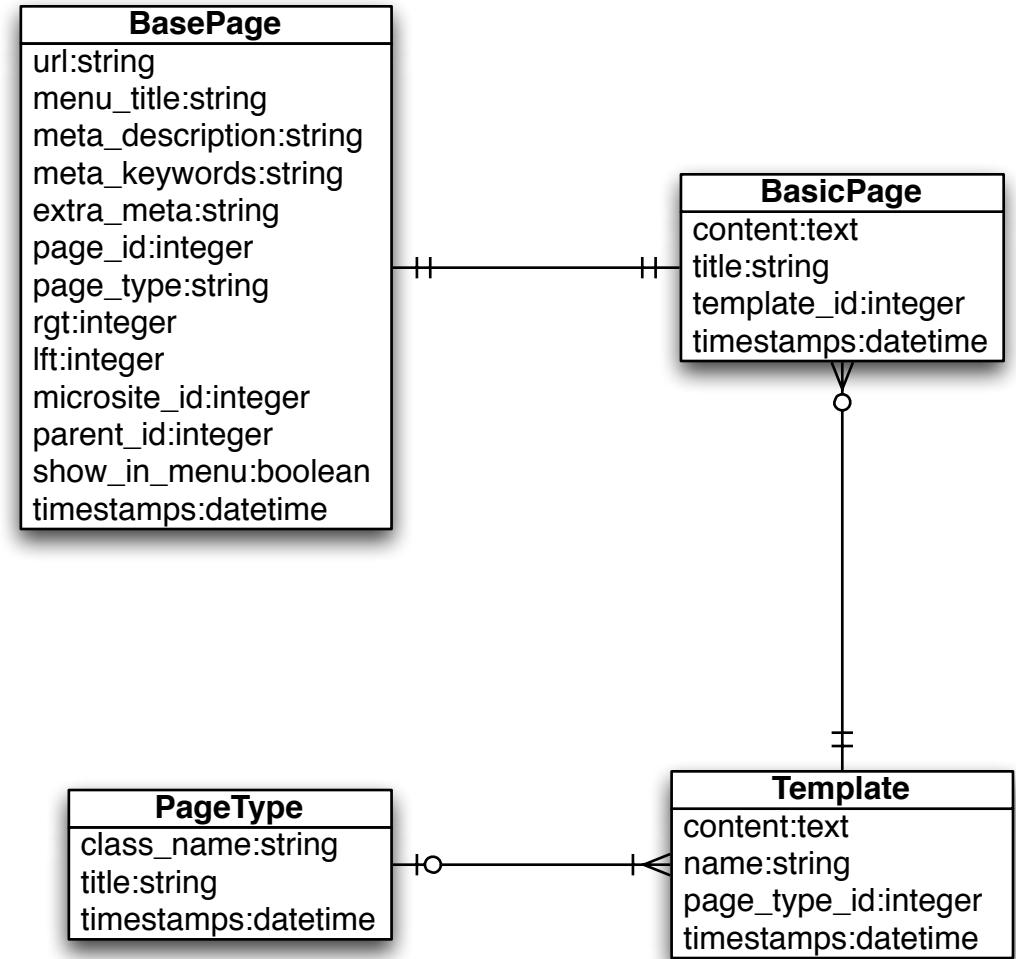 BasePage
url:string
menu_title:string
meta_description:string
meta_keywords:string
extra_meta:string
page_id:integer
page_type:string
rgt:integer
lft:integer
microsite_id:integer
parent_id:integer
show_in_menu:boolean
timestamps:datetime
BasicPage
content:text
title:string
template_id:integer
timestamps:datetime
PageType
class_name:string
title:string
timestamps:datetime
Template
content:text
name:string
page_type_id:integer
timestamps:datetime